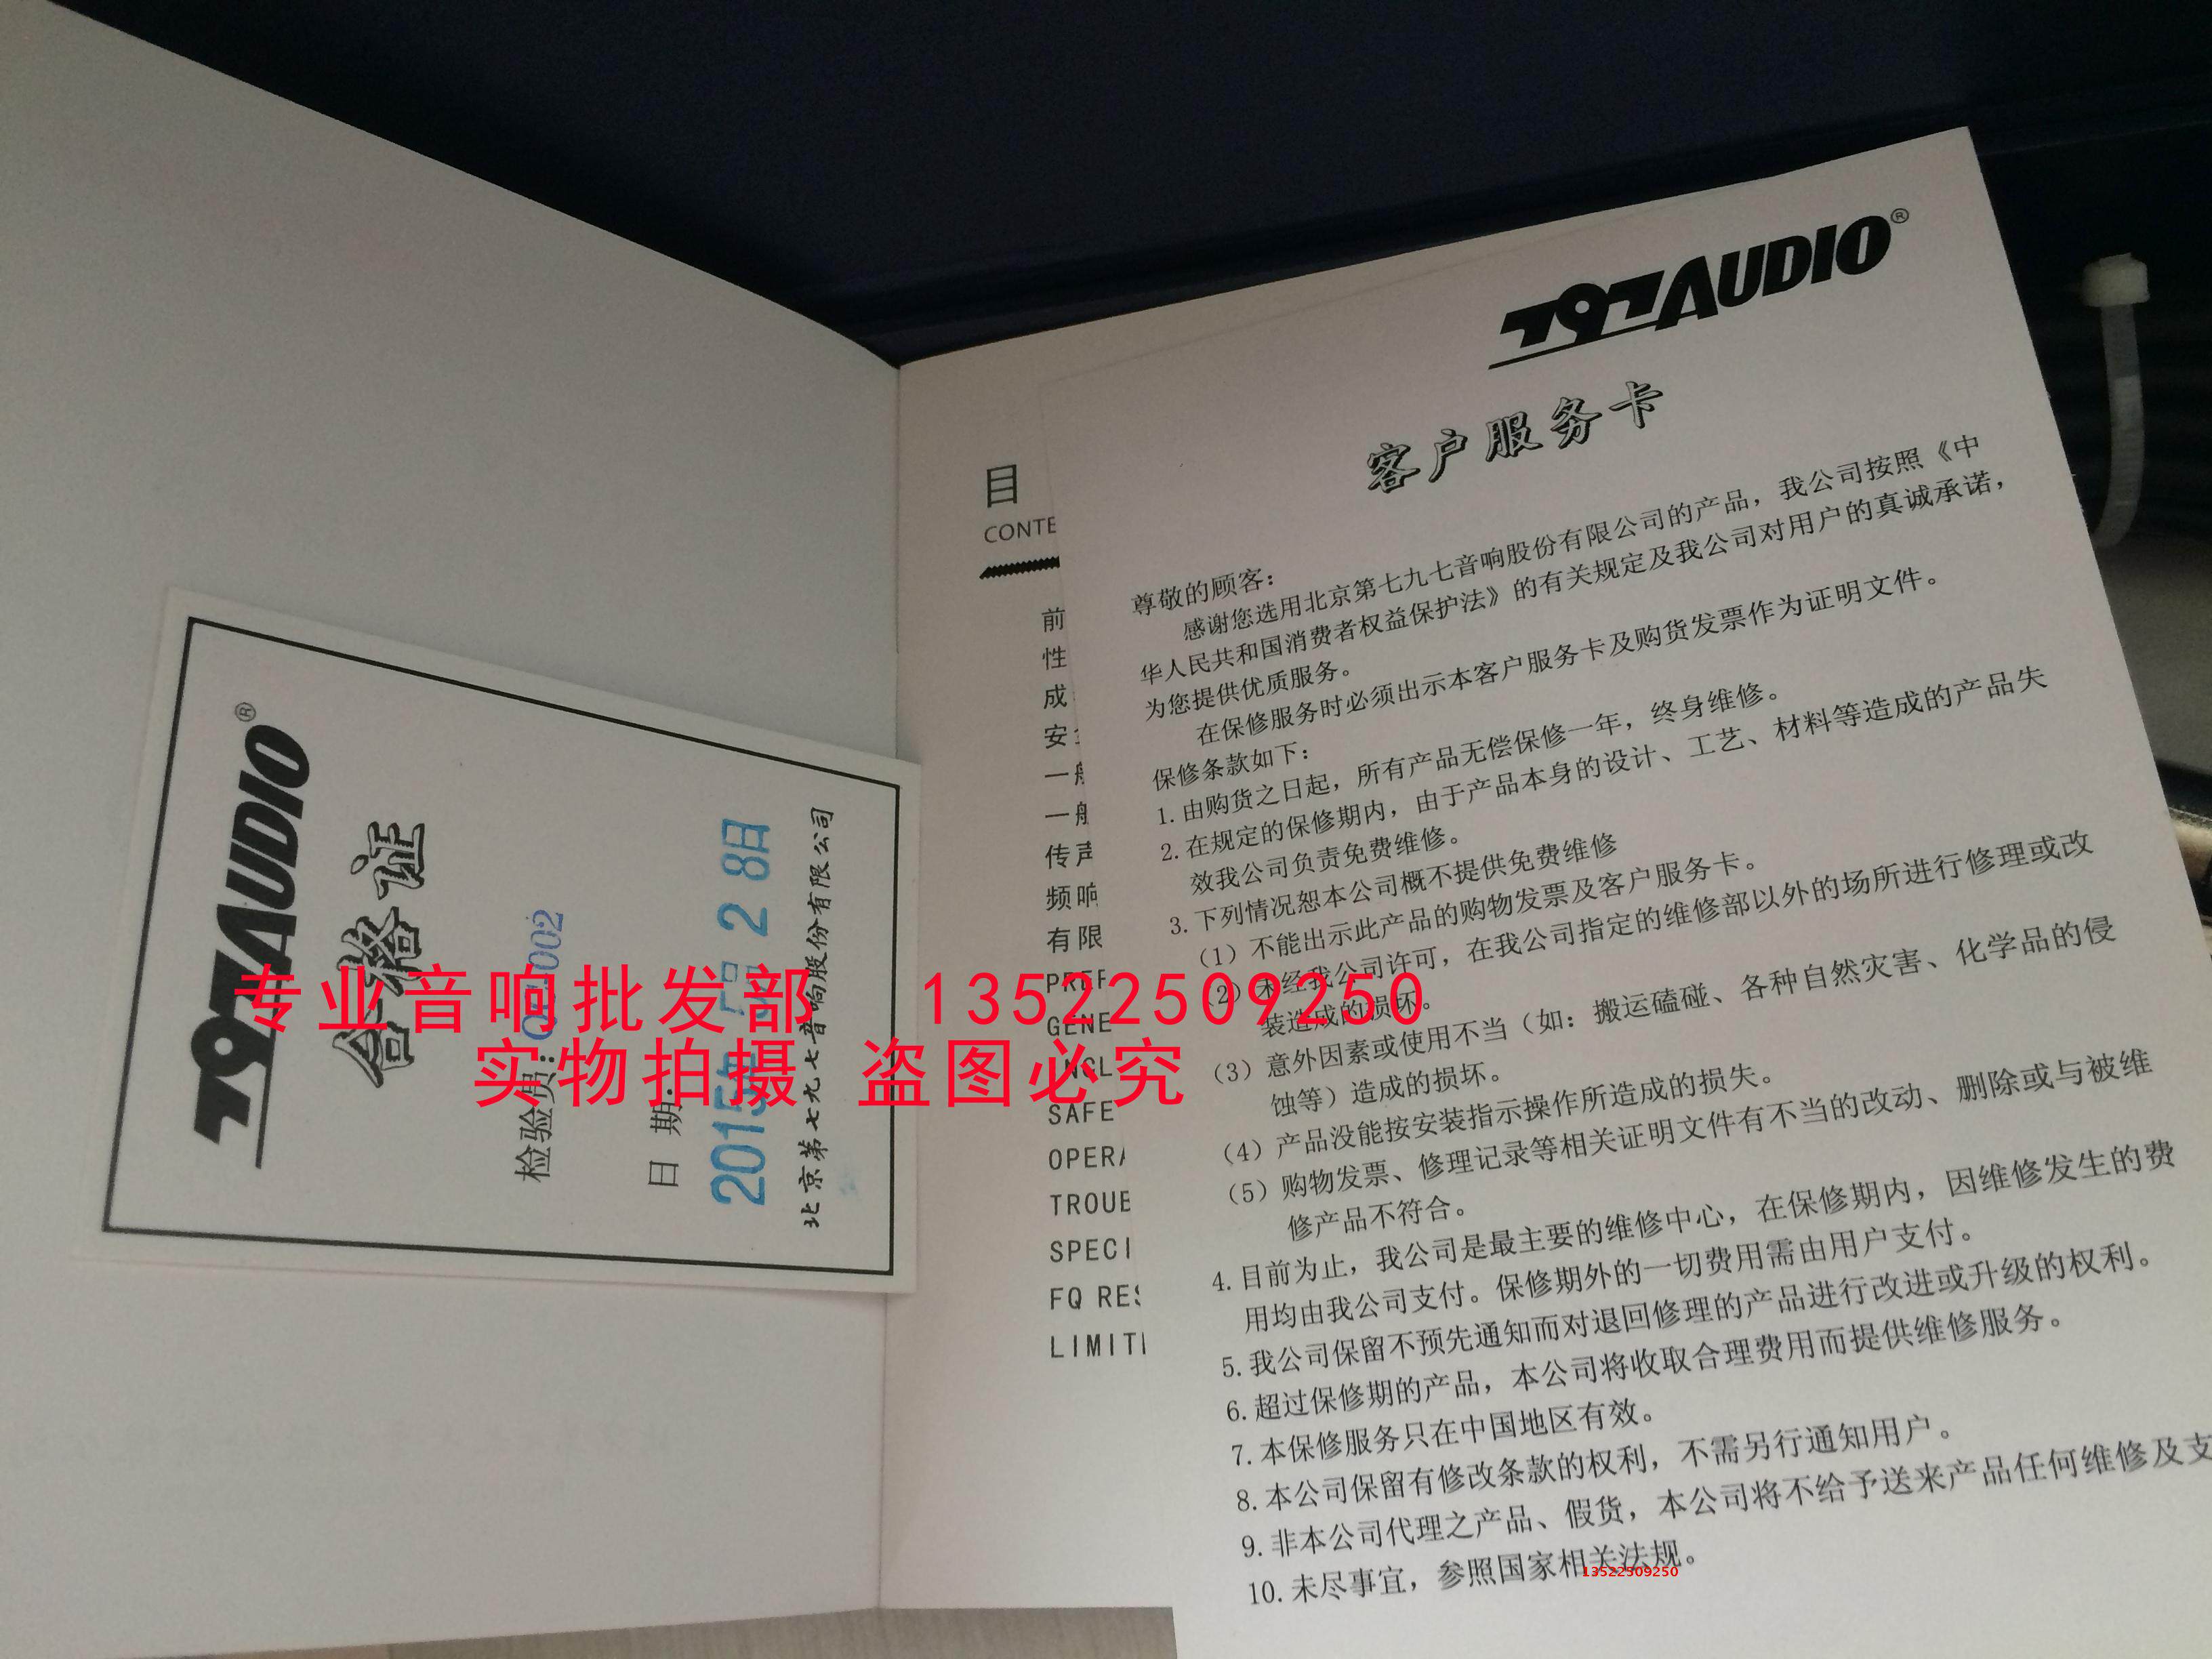 797AUDIO®
合格证
检验员:
日 期:
2015年 5月 2 8日
北京第七九七音响股份有限公司
目
CONTE
前
性
成
安
一般
一般
传声
频响
有限
PREF
GENE
INCL
SAFE
OPERA
TROUB
SPECI
FQ RES
LIMITI
797AUDIO®
客户服务卡
尊敬的顾客：
感谢您选用北京第七九七音响股份有限公司的产品，我公司按照《中
华人民共和国消费者权益保护法》的有关规定及我公司对用户的真诚承诺，
为您提供优质服务。
在保修服务时必须出示本客户服务卡及购货发票作为证明文件。
保修条款如下：
1. 由购货之日起，所有产品无偿保修一年，终身维修。
2. 在规定的保修期内，由于产品本身的设计、工艺、材料等造成的产品失
效我公司负责免费维修。
3. 下列情况恕本公司概不提供免费维修
（1）不能出示此产品的购物发票及客户服务卡。
（2）未经我公司许可，在我公司指定的维修部以外的场所进行修理或改
装造成的损坏。
（3）意外因素或使用不当（如：搬运磕碰、各种自然灾害、化学品的侵
蚀等）造成的损坏。
（4）产品没能按安装指示操作所造成的损失。
（5）购物发票、修理记录等相关证明文件有不当的改动、删除或与被维
修产品不符合。
4. 目前为止，我公司是最主要的维修中心，在保修期内，因维修发生的费
用均由我公司支付。保修期外的一切费用需由用户支付。
5. 我公司保留不预先通知而对退回修理的产品进行改进或升级的权利。
6. 超过保修期的产品，本公司将收取合理费用而提供维修服务。
7. 本保修服务只在中国地区有效。
8. 本公司保留有修改条款的权利，不需另行通知用户。
9. 非本公司代理之产品、假货，本公司将不给予送来产品任何维修及支
10. 未尽事宜，参照国家相关法规。
专业音响批发部 13522509250
实物拍摄 盗图必究
13522509250